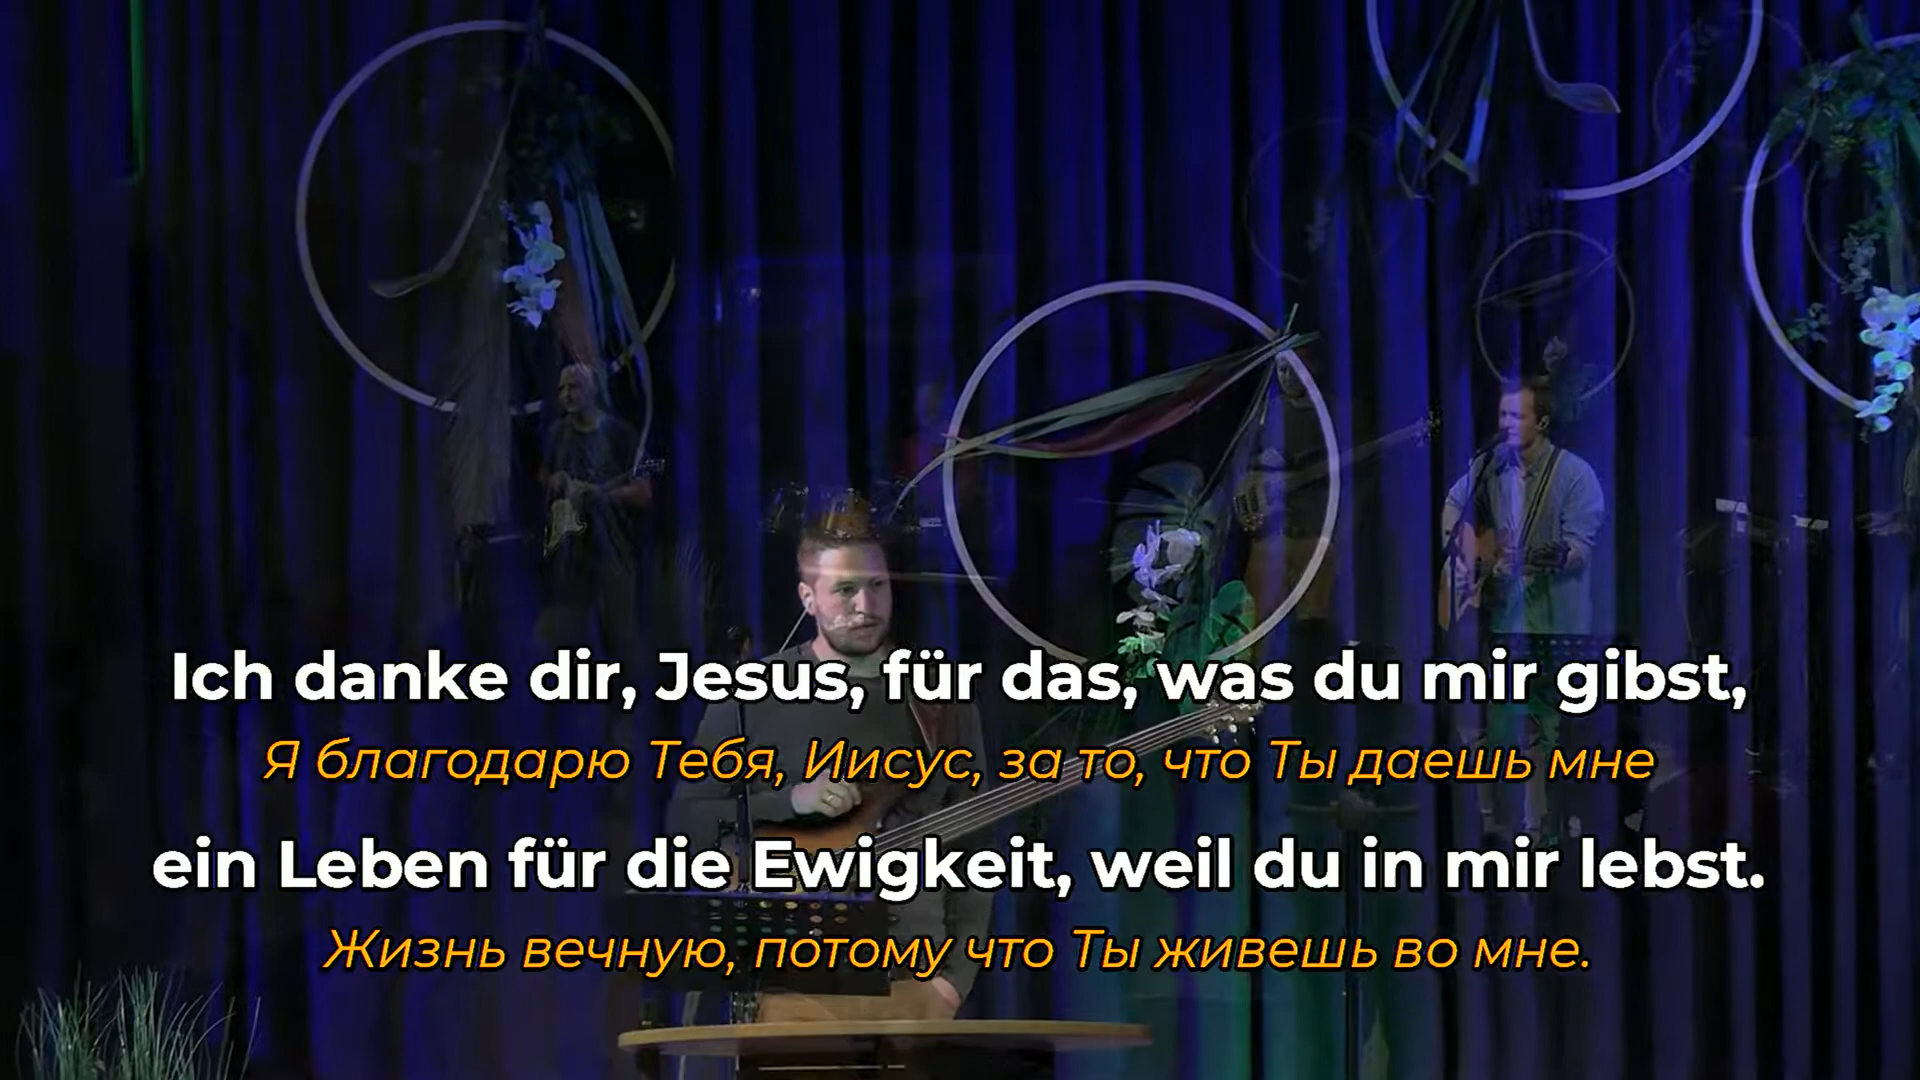 Ich danke dir, Jesus, für das, was du mir gibst,
Я благодарю Тебя, Иисус, за то, что Ты даешь мне
ein Leben für die Ewigkeit, weil du in mir lebst.
Жизнь вечную, потому что Ты живешь во мне.